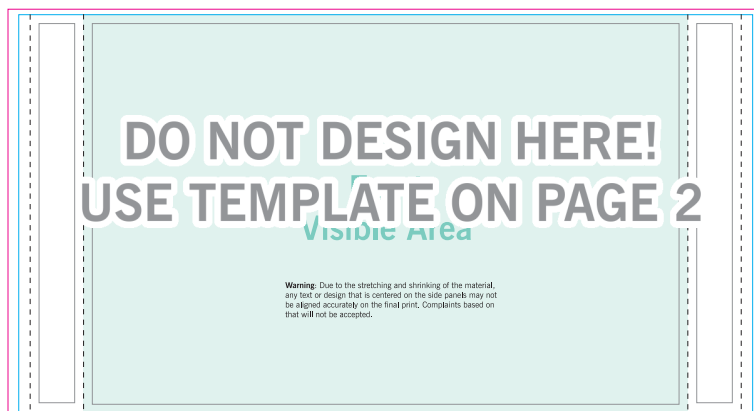 DO NOT DESIGN HERE!
USE TEMPLATE ON PAGE 2
Visible Area
Warning: Due to the stretching and shrinking of the material,
any text or design that is centered on the side panels may not
be aligned accurately on the final print. Complaints based on
that will not be accepted.